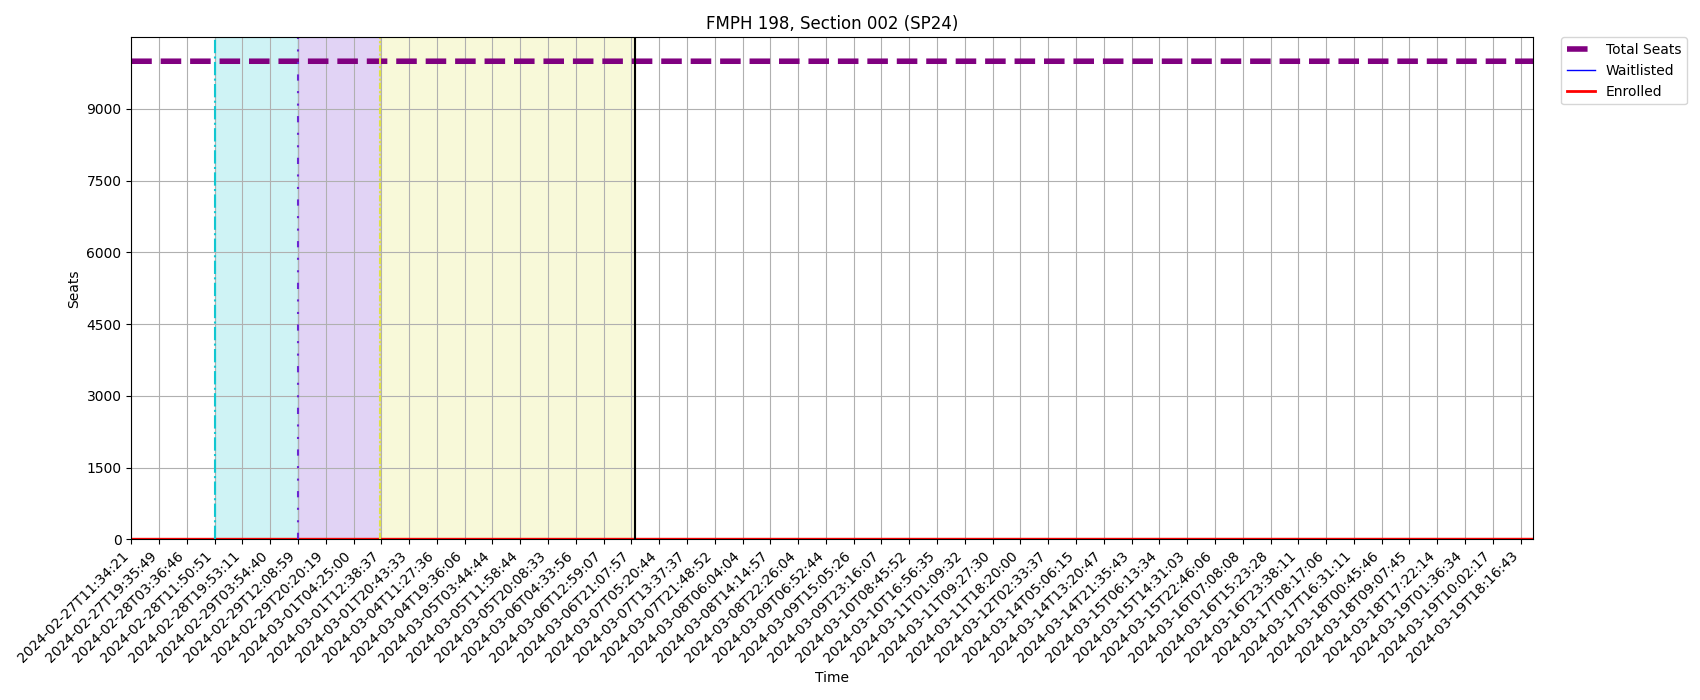 FMPH 198, Section 002 (SP24)
Total Seats
Waitlisted
Enrolled
Seats
9000
7500
6000
4500
3000
1500
0
2024-02-27T11:34:21
2024-02-27T19:35:49
2024-02-28T03:36:46
2024-02-28T11:50:51
2024-02-28T19:53:11
2024-02-29T03:54:40
2024-02-29T12:08:59
2024-02-29T20:20:19
2024-03-01T04:25:00
2024-03-01T12:38:37
2024-03-01T20:43:33
2024-03-04T11:27:36
2024-03-04T19:36:06
2024-03-05T03:44:44
2024-03-05T11:58:44
2024-03-05T20:08:33
2024-03-06T04:33:56
2024-03-06T12:59:07
2024-03-06T21:07:57
2024-03-07T05:20:44
2024-03-07T13:37:37
2024-03-07T21:48:52
2024-03-08T06:04:04
2024-03-08T14:14:57
2024-03-08T22:26:04
2024-03-09T06:52:44
2024-03-09T15:05:26
2024-03-09T23:16:07
2024-03-10T08:45:52
2024-03-10T16:56:35
2024-03-11T01:09:32
2024-03-11T09:27:30
2024-03-11T18:20:00
2024-03-12T02:33:37
2024-03-14T05:06:15
2024-03-14T13:20:47
2024-03-14T21:35:43
2024-03-15T06:13:34
2024-03-15T14:31:03
2024-03-15T22:46:06
2024-03-16T07:08:08
2024-03-16T15:23:28
2024-03-16T23:38:11
2024-03-17T08:17:06
2024-03-17T16:31:11
2024-03-18T00:45:46
2024-03-18T09:07:45
2024-03-18T17:22:14
2024-03-19T01:36:34
2024-03-19T10:02:17
2024-03-19T18:16:43
Time